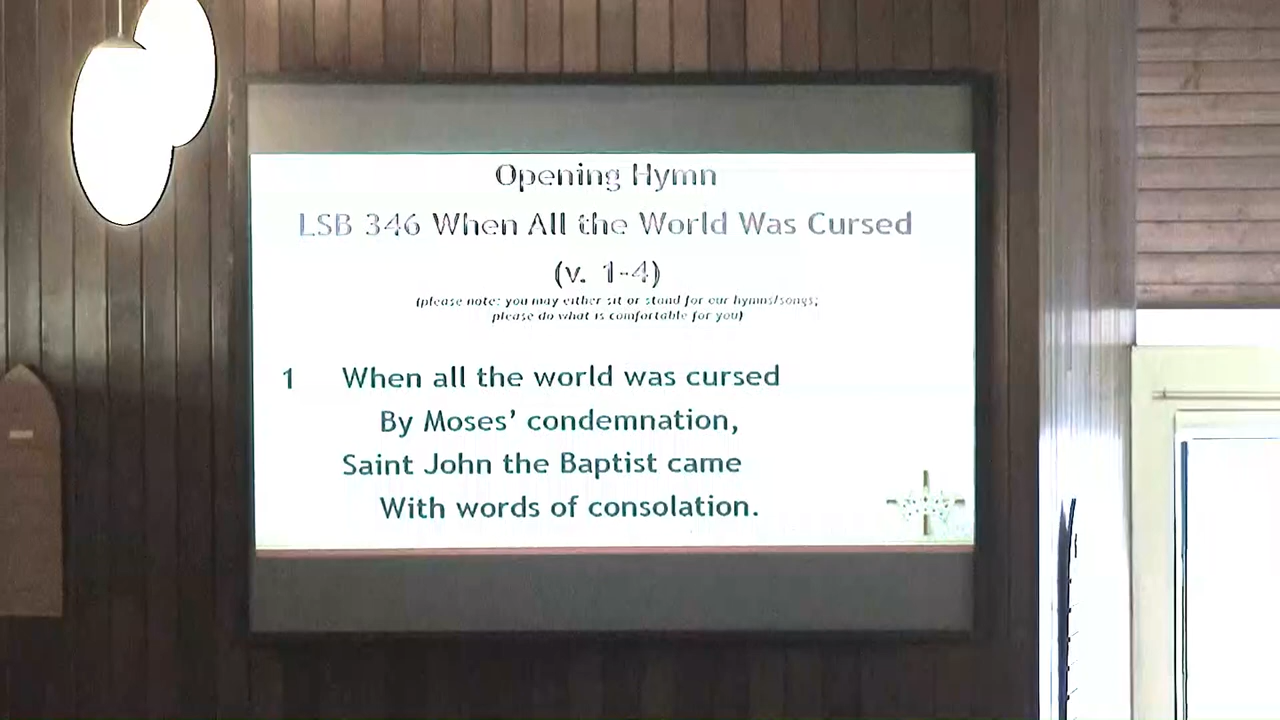 Opening Hymn
LSB 346 When All the World Was Cursed
(v. 1-4)
(please note: you may either sit or stand for our hymns/songs;
please do what is comfortable for you)
1 When all the world was cursed
By Moses’ condemnation,
Saint John the Baptist came
With words of consolation.